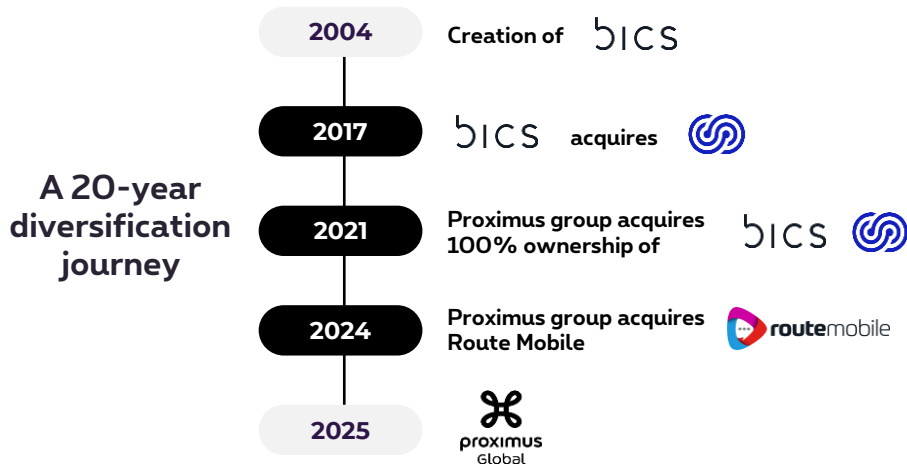 A 20-year
diversification
journey
2004
Creation of bics
2017
bics acquires
2021
Proximus group acquires
100% ownership of bics
2024
Proximus group acquires
Route Mobile
routemobile
2025
proximus
Global